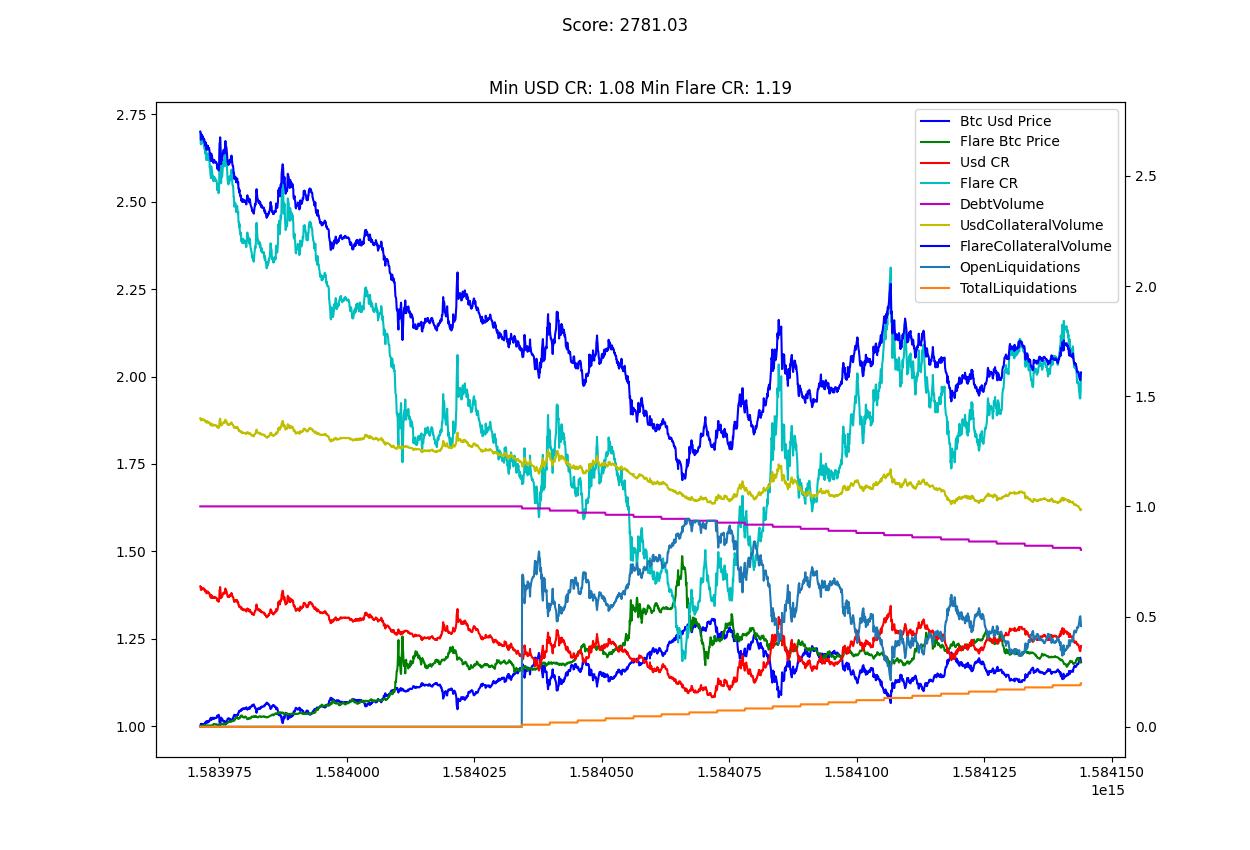 Score: 2781.03
Min USD CR: 1.08 Min Flare CR: 1.19
2.75
2.50
2.25
2.00
1.75
1.50
1.25
1.00
Btc Usd Price
Flare Btc Price
Usd CR
Flare CR
DebtVolume
UsdCollateralVolume
FlareCollateralVolume
OpenLiquidations
TotalLiquidations
2.5
2.0
1.5
1.0
0.5
0.0
1.583975 1.584000 1.584025 1.584050 1.584075 1.584100 1.584125 1.584150
1e15